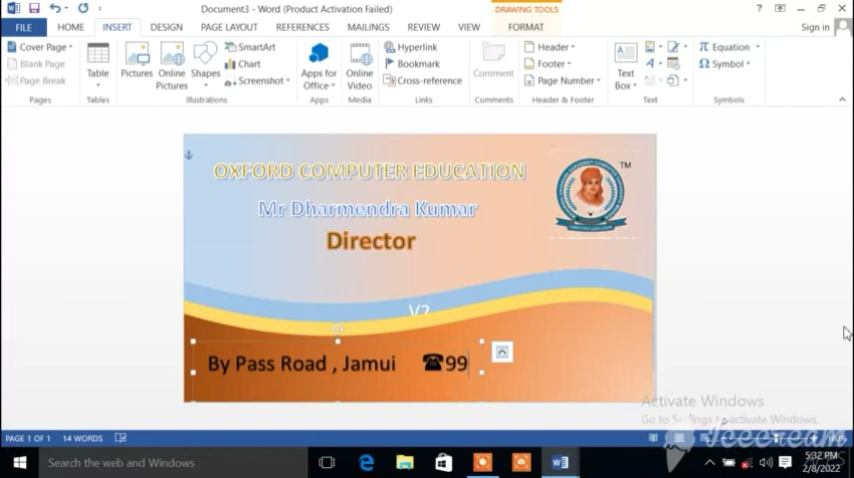 Document3 - Word (Product Activation Failed)
DRAWING TOOLS
FILE HOME INSERT DESIGN PAGE LAYOUT REFERENCES MAILINGS REVIEW VIEW FORMAT
Sign in
Cover Page
Blank Page
Page Break
Table
Pictures
Online Pictures
Shapes
SmartArt
Chart
Screenshot
Apps for Office
Online Video
Hyperlink
Bookmark
Cross-reference
Comment
Header
Footer
Page Number
Text Box
Equation
Symbol
Pages Tables Illustrations Apps Media Links Comments Header & Footer Text Symbols
OXFORD COMPUTER EDUCATION
TM
Mr Dharmendra Kumar
Director
By Pass Road , Jamui ☎99
Activate Windows
Go to Settings to activate Windows.
Icecream
PAGE 1 OF 1 14 WORDS
Search the web and Windows
5:32 PM
2/8/2022